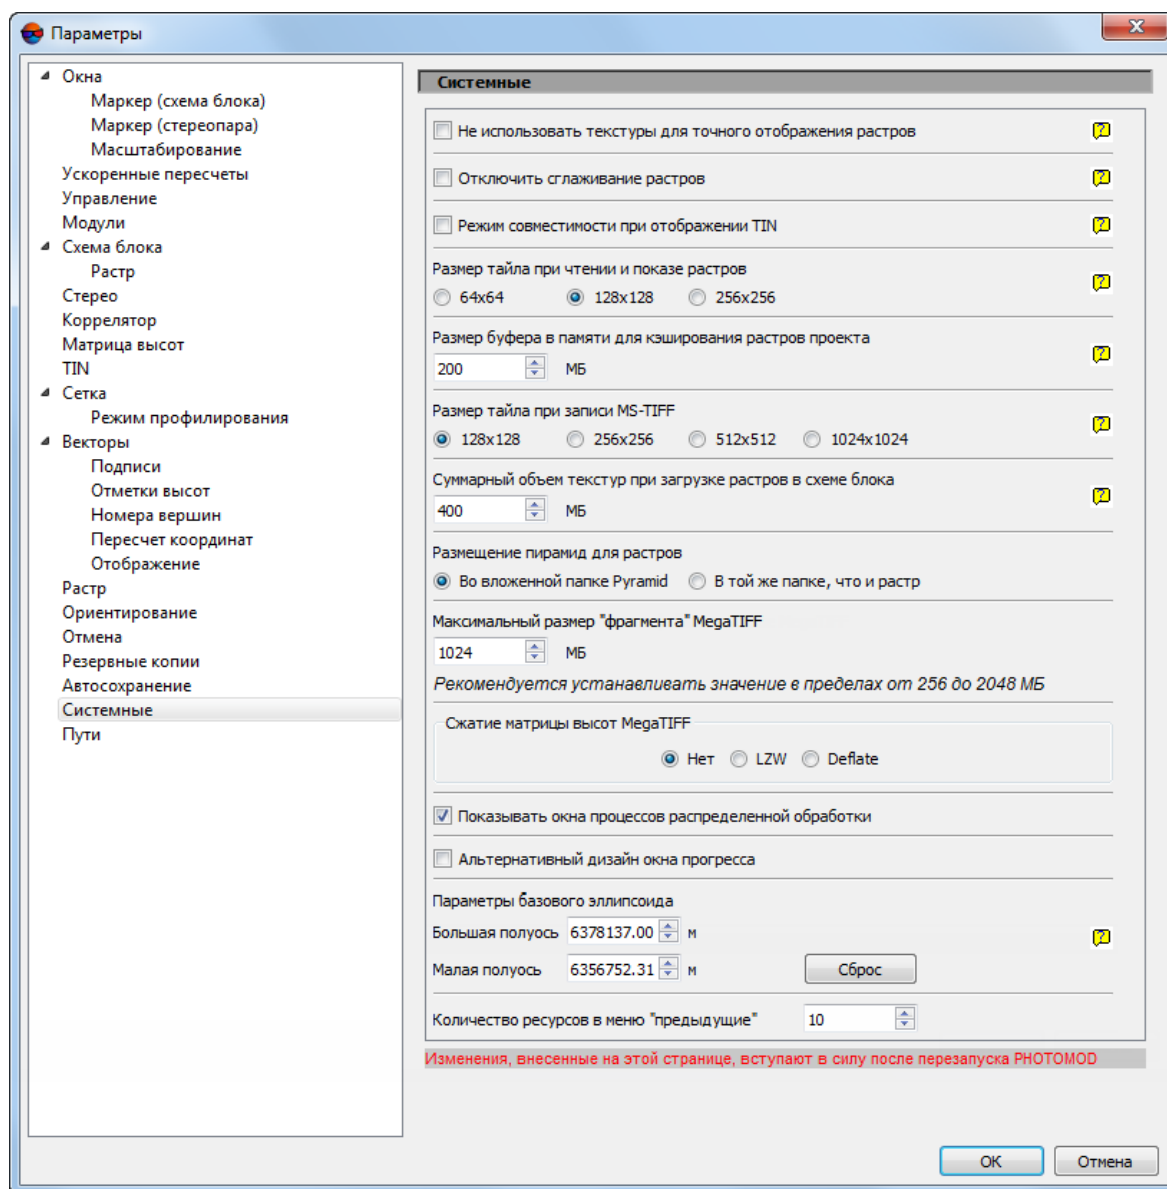 Параметры
Окна
Маркер (схема блока)
Маркер (стереопара)
Масштабирование
Ускоренные пересчеты
Управление
Модули
Схема блока
Растр
Стерео
Коррелятор
Матрица высот
TIN
Сетка
Режим профилирования
Векторы
Подписи
Отметки высот
Номера вершин
Пересчет координат
Отображение
Растр
Ориентирование
Отмена
Резервные копии
Автосохранение
Системные
Пути
Системные
Не использовать текстуры для точного отображения растров
Отключить сглаживание растров
Режим совместимости при отображении TIN
Размер тайла при чтении и показе растров
64x64 128x128 256x256
Размер буфера в памяти для кэширования растров проекта
200 МБ
Размер тайла при записи MS-TIFF
128x128 256x256 512x512 1024x1024
Суммарный объем текстур при загрузке растров в схеме блока
400 МБ
Размещение пирамид для растров
Во вложенной папке Pyramid В той же папке, что и растр
Максимальный размер "фрагмента" MegaTIFF
1024 МБ
Рекомендуется устанавливать значение в пределах от 256 до 2048 МБ
Сжатие матрицы высот MegaTIFF
Нет LZW Deflate
Показывать окна процессов распределенной обработки
Альтернативный дизайн окна прогресса
Параметры базового эллипсоида
Большая полуось 6378137.00 м
Малая полуось 6356752.31 м Сброс
Количество ресурсов в меню "предыдущие" 10
Изменения, внесенные на этой странице, вступают в силу после перезапуска PHOTOMOD
OK Отмена